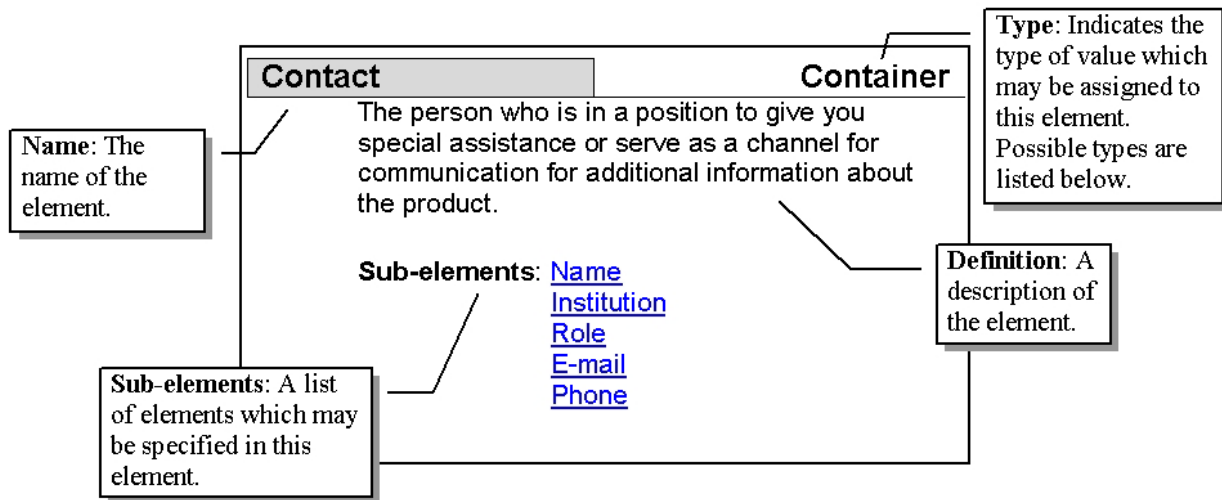 Type: Indicates the
type of value which
may be assigned to
this element.
Possible types are
listed below.
Contact
Container
The person who is in a position to give you
special assistance or serve as a channel for
communication for additional information about
the product.
Name: The
name of the
element.
Sub-elements: Name
Institution
Role
E-mail
Phone
Definition: A
description of
the element.
Sub-elements: A list
of elements which may
be specified in this
element.